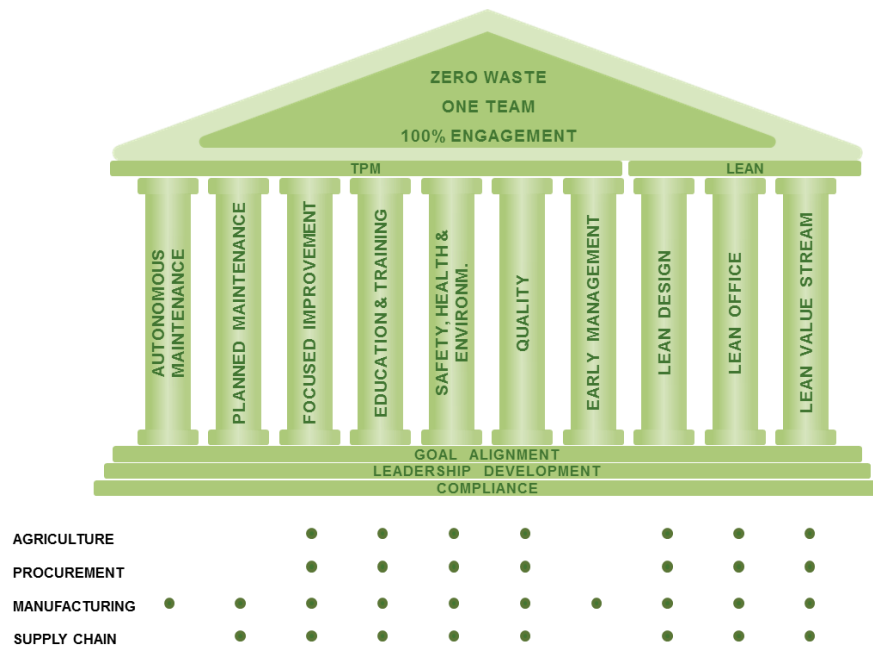 ZERO WASTE
ONE TEAM
100% ENGAGEMENT
TPM
LEAN
AUTONOMOUS
MAINTENANCE
PLANNED MAINTENANCE
FOCUSED IMPROVEMENT
EDUCATION & TRAINING
SAFETY, HEALTH &
ENVIRONM.
QUALITY
EARLY MANAGEMENT
LEAN DESIGN
LEAN OFFICE
LEAN VALUE STREAM
GOAL ALIGNMENT
LEADERSHIP DEVELOPMENT
COMPLIANCE
AGRICULTURE
PROCUREMENT
MANUFACTURING
SUPPLY CHAIN